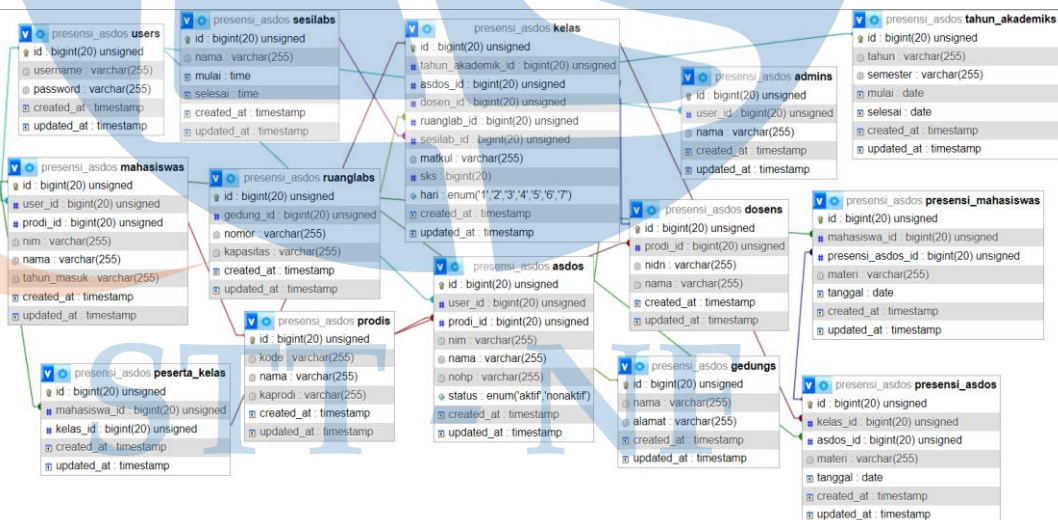 presensi_asdos users
id : bigint(20) unsigned
username : varchar(255)
password : varchar(255)
created_at : timestamp
updated_at : timestamp
presensi_asdos sesilabs
id : bigint(20) unsigned
nama : varchar(255)
mulai : time
selesai : time
created_at : timestamp
updated_at : timestamp
presensi_asdos kelas
id : bigint(20) unsigned
tahun_akademik_id : bigint(20) unsigned
asdos_id : bigint(20) unsigned
dosen_id : bigint(20) unsigned
ruanglab_id : bigint(20) unsigned
sesilab_id : bigint(20) unsigned
matkul : varchar(255)
sks : bigint(20)
hari : enum('1','2','3','4','5','6','7')
created_at : timestamp
updated_at : timestamp
presensi_asdos admins
id : bigint(20) unsigned
user_id : bigint(20) unsigned
nama : varchar(255)
created_at : timestamp
updated_at : timestamp
presensi_asdos tahun_akademiks
id : bigint(20) unsigned
tahun : varchar(255)
semester : varchar(255)
mulai : date
selesai : date
created_at : timestamp
updated_at : timestamp
presensi_asdos mahasiswas
id : bigint(20) unsigned
user_id : bigint(20) unsigned
prodi_id : bigint(20) unsigned
nim : varchar(255)
nama : varchar(255)
tahun_masuk : varchar(255)
created_at : timestamp
updated_at : timestamp
presensi_asdos ruanglabs
id : bigint(20) unsigned
gedung_id : bigint(20) unsigned
nomor : varchar(255)
kapasitas : varchar(255)
created_at : timestamp
updated_at : timestamp
presensi_asdos dosens
id : bigint(20) unsigned
prodi_id : bigint(20) unsigned
nidn : varchar(255)
nama : varchar(255)
created_at : timestamp
updated_at : timestamp
presensi_asdos presensi_mahasiswas
id : bigint(20) unsigned
mahasiswa_id : bigint(20) unsigned
presensi_asdos_id : bigint(20) unsigned
materi : varchar(255)
tanggal : date
created_at : timestamp
updated_at : timestamp
presensi_asdos asdos
id : bigint(20) unsigned
user_id : bigint(20) unsigned
prodi_id : bigint(20) unsigned
nim : varchar(255)
nama : varchar(255)
nohp : varchar(255)
status : enum('aktif','nonaktif')
created_at : timestamp
updated_at : timestamp
presensi_asdos prodis
id : bigint(20) unsigned
kode : varchar(255)
nama : varchar(255)
kaprodi : varchar(255)
created_at : timestamp
updated_at : timestamp
presensi_asdos peserta_kelas
id : bigint(20) unsigned
mahasiswa_id : bigint(20) unsigned
kelas_id : bigint(20) unsigned
created_at : timestamp
updated_at : timestamp
presensi_asdos gedungs
id : bigint(20) unsigned
nama : varchar(255)
alamat : varchar(255)
created_at : timestamp
updated_at : timestamp
presensi_asdos presensi_asdos
id : bigint(20) unsigned
kelas_id : bigint(20) unsigned
asdos_id : bigint(20) unsigned
materi : varchar(255)
tanggal : date
created_at : timestamp
updated_at : timestamp
STT - NF